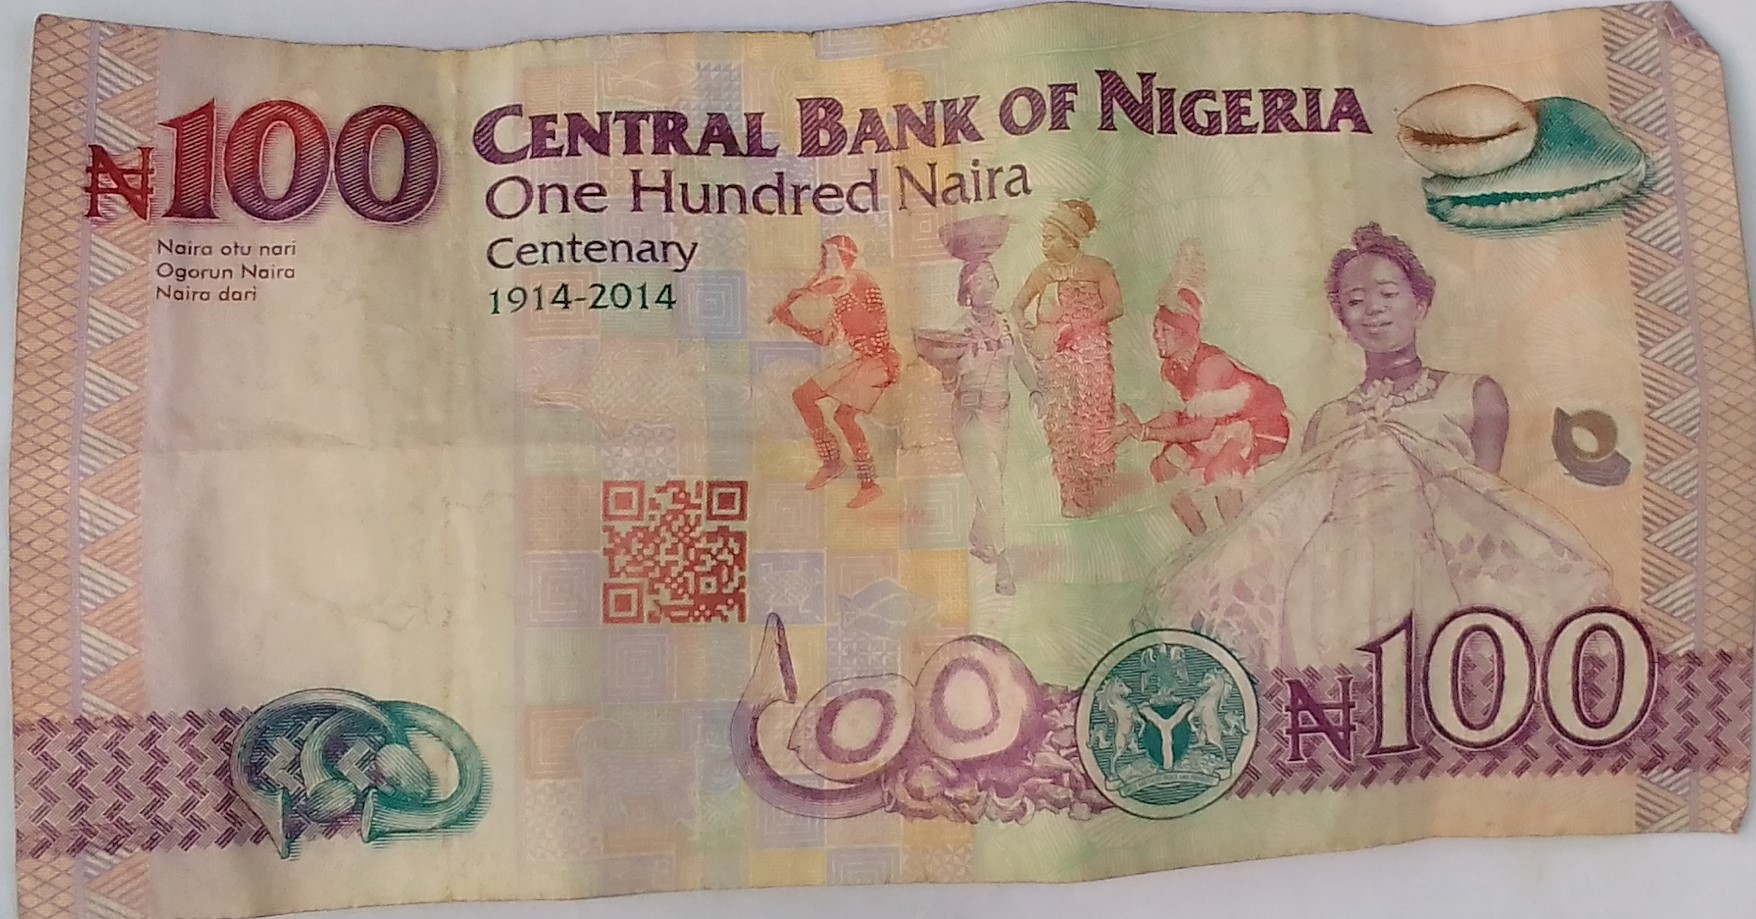 ₦100
CENTRAL BANK OF NIGERIA
One Hundred Naira
Centenary
1914-2014
Naira otu nari
Ogorun Naira
Naira dari
₦100